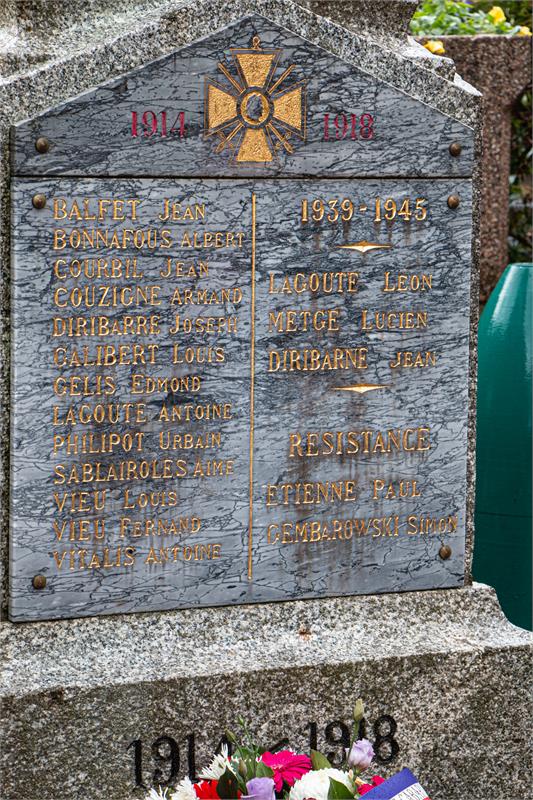 1914 1918
BALFET JEAN
BONNAFOUS ALBERT
COURBIL JEAN
COUZIGNE ARMAND
DIRIBARRE JOSEPH
GALIBERT LOUIS
GELIS EDMOND
LAGOUTE ANTOINE
PHILIPOT URBAIN
SABLAIROLES AIME
VIEU LOUIS
VIEU FERNAND
VITALIS ANTOINE
1939-1945
LAGOUTE LEON
METGE LUCIEN
DIRIBARNE JEAN
RESISTANCE
ETIENNE PAUL
GEMBAROWSKI SIMON
1914 - 1918